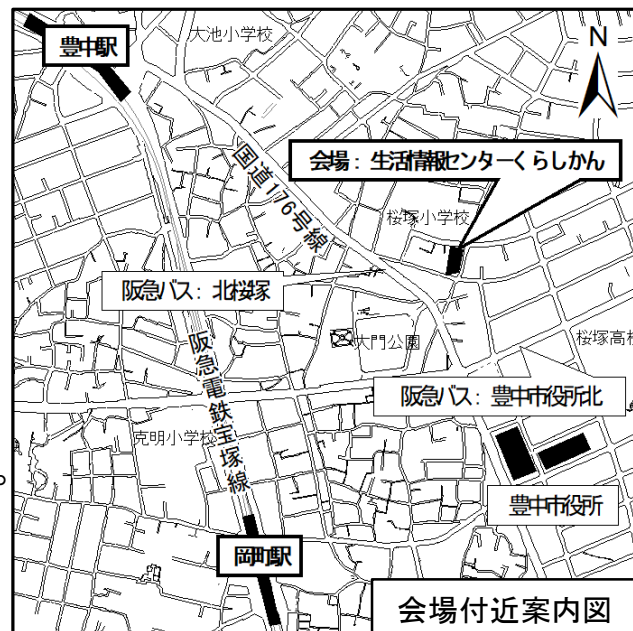 大池小学校
豊中駅
N
国道176号線
会場：生活情報センターくらしかん
桜塚小学校
阪急バス：北桜塚
大門公園
桜塚高校
阪急電鉄宝塚線
阪急バス：豊中市役所北
克明小学校
豊中市役所
岡町駅
会場付近案内図